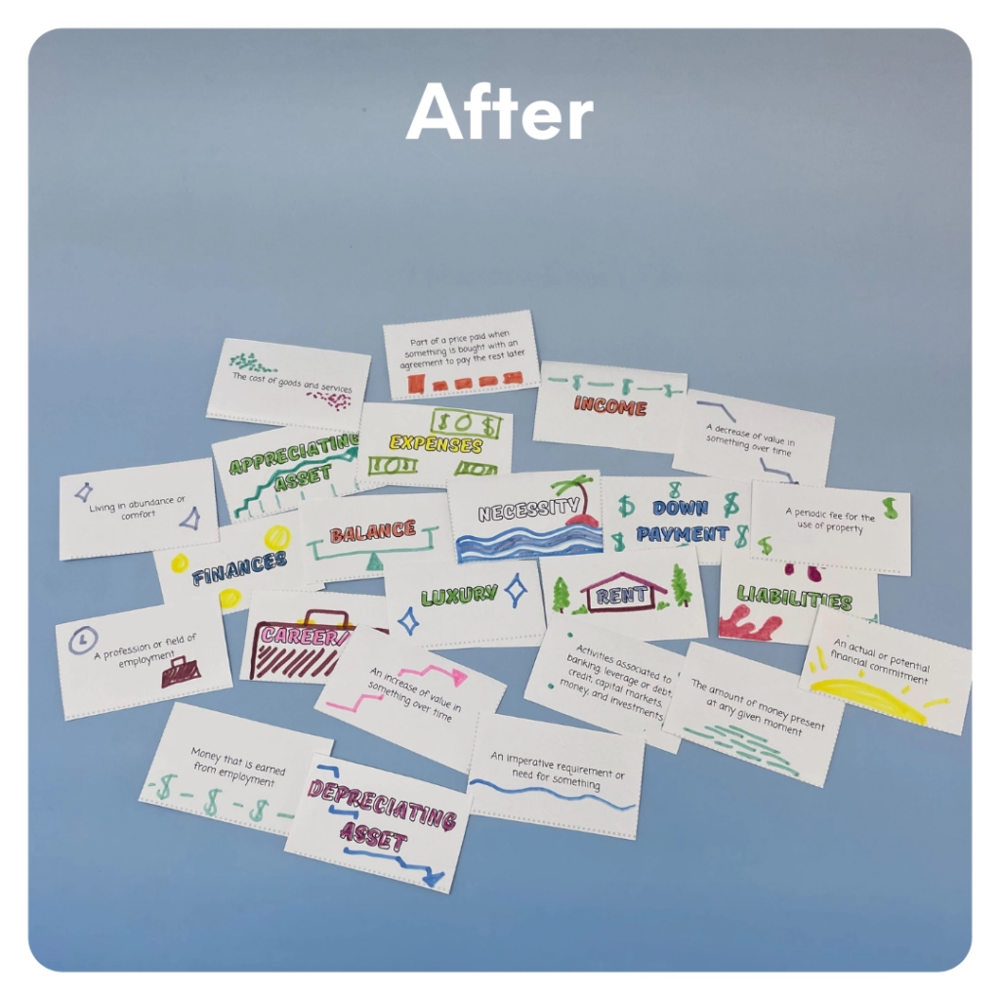 After
Part of a price paid when
something is bought with an
agreement to pay the rest later
The cost of goods and services
INCOME
A decrease of value in
something over time
APPRECIATING
ASSET
EXPENSES
Living in abundance or
comfort
NECESSITY
DOWN
PAYMENT
A periodic fee for the
use of property
BALANCE
FINANCES
LUXURY
RENT
LIABILITIES
A profession or field of
employment
CAREER/
An increase of value in
something over time
Activities associated to
banking, leverage or debt,
credit, capital markets,
money, and investments
The amount of money present
at any given moment
An actual or potential
financial commitment
Money that is earned
from employment
DEPRECIATING
ASSET
An imperative requirement or
need for something